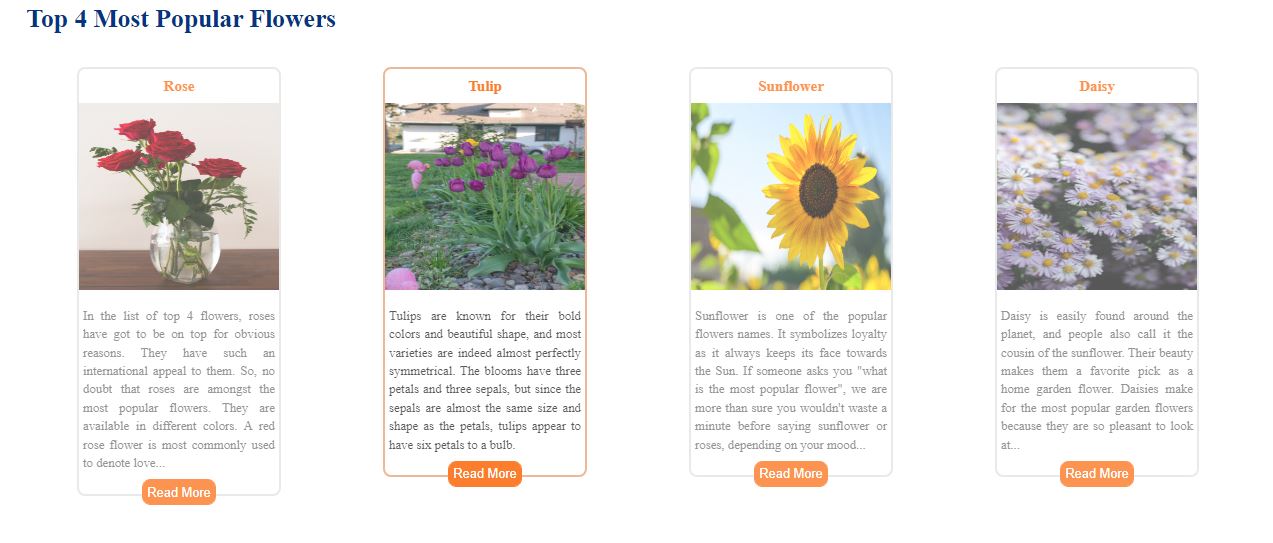 Top 4 Most Popular Flowers
Rose
In the list of top 4 flowers, roses
have got to be on top for obvious
reasons. They have such an
international appeal to them. So, no
doubt that roses are amongst the
most popular flowers. They are
available in different colors. A red
rose flower is most commonly used
to denote love...
Read More
Tulip
Tulips are known for their bold
colors and beautiful shape, and most
varieties are indeed almost perfectly
symmetrical. The blooms have three
petals and three sepals, but since the
sepals are almost the same size and
shape as the petals, tulips appear to
have six petals to a bulb.
Read More
Sunflower
Sunflower is one of the popular
flowers names. It symbolizes loyalty
as it always keeps its face towards
the Sun. If someone asks you "what
is the most popular flower", we are
more than sure you wouldn't waste a
minute before saying sunflower or
roses, depending on your mood...
Read More
Daisy
Daisy is easily found around the
planet, and people also call it the
cousin of the sunflower. Their beauty
makes them a favorite pick as a
home garden flower. Daisies make
for the most popular garden flowers
because they are so pleasant to look
at...
Read More